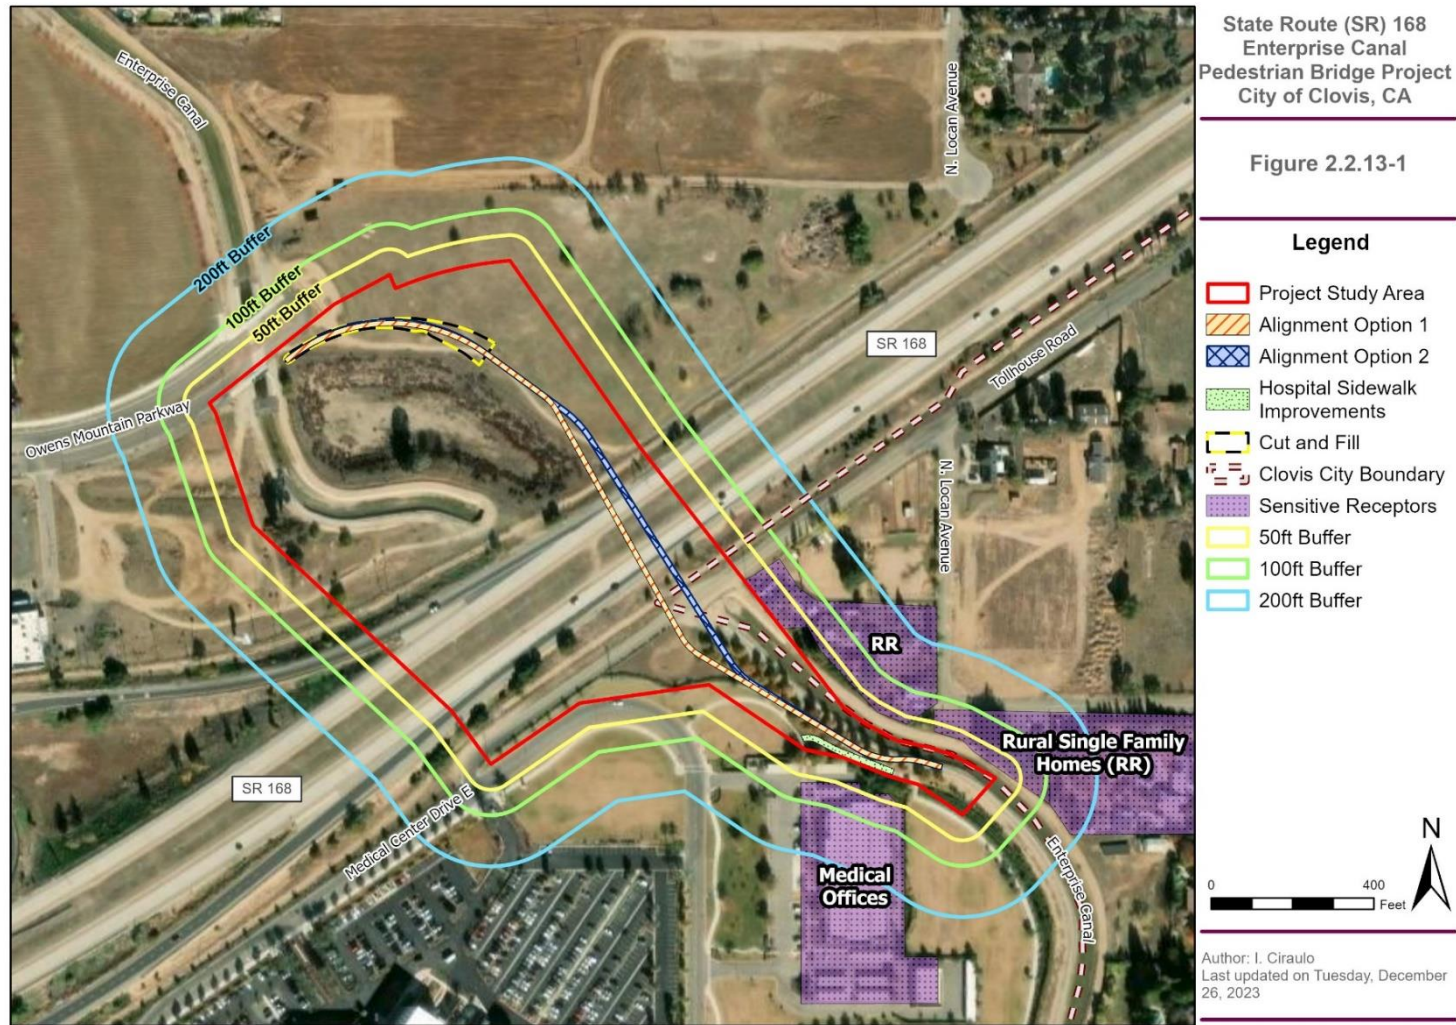 State Route (SR) 168
Enterprise Canal
Pedestrian Bridge Project
City of Clovis, CA
Figure 2.2.13-1
Legend
Project Study Area
Alignment Option 1
Alignment Option 2
Hospital Sidewalk
Improvements
Cut and Fill
Clovis City Boundary
Sensitive Receptors
50ft Buffer
100ft Buffer
200ft Buffer
N
0 400
Feet
Author: I. Ciraulo
Last updated on Tuesday, December
26, 2023
Enterprise Canal
N. Locan Avenue
200ft Buffer
100ft Buffer
50ft Buffer
SR 168
Tollhouse Road
Owens Mountain Parkway
N. Locan Avenue
RR
Rural Single Family
Homes (RR)
SR 168
Medical Center Drive E
Medical
Offices
Enterprise Canal